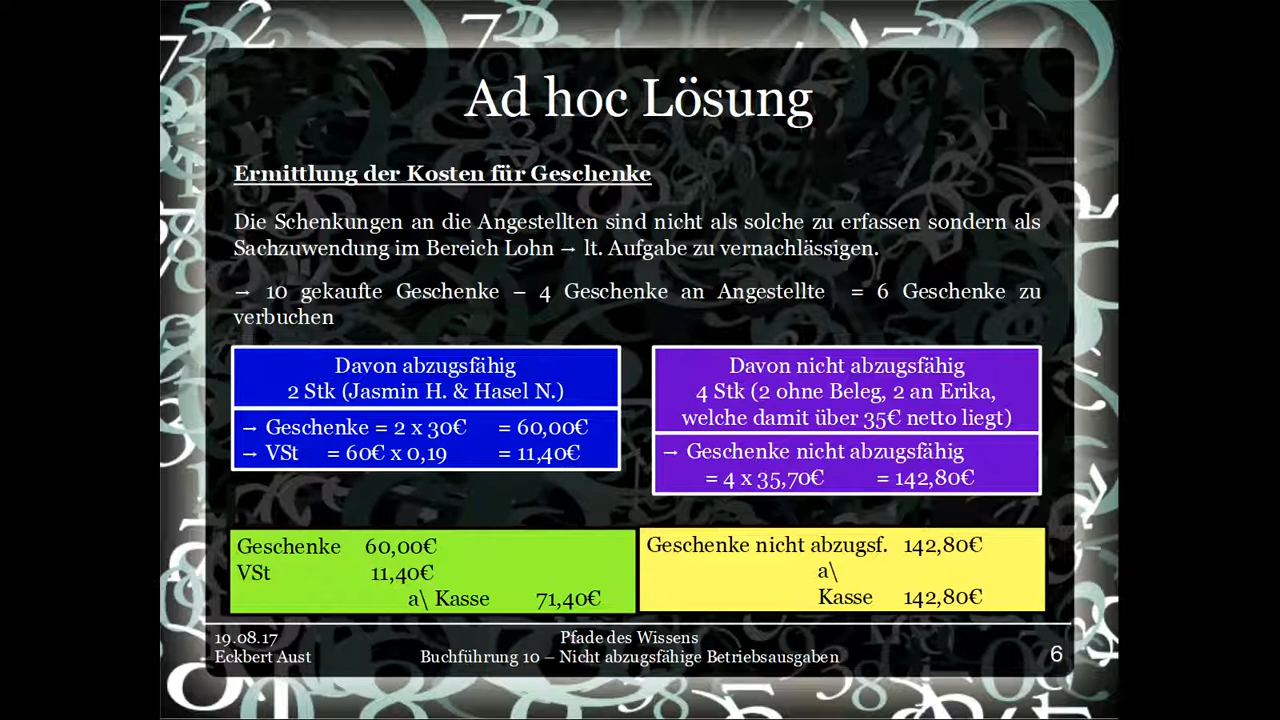 Ad hoc Lösung
Ermittlung der Kosten für Geschenke
Die Schenkungen an die Angestellten sind nicht als solche zu erfassen sondern als
Sachzuwendung im Bereich Lohn → lt. Aufgabe zu vernachlässigen.
→ 10 gekaufte Geschenke – 4 Geschenke an Angestellte = 6 Geschenke zu
verbuchen
Davon abzugsfähig
2 Stk (Jasmin H. & Hasel N.)
→ Geschenke = 2 x 30€ = 60,00€
→ VSt = 60€ x 0,19 = 11,40€
Davon nicht abzugsfähig
4 Stk (2 ohne Beleg, 2 an Erika,
welche damit über 35€ netto liegt)
→ Geschenke nicht abzugsfähig
= 4 x 35,70€ = 142,80€
Geschenke 60,00€
VSt 11,40€
a\ Kasse 71,40€
Geschenke nicht abzugsf. 142,80€
a\
Kasse 142,80€
19.08.17
Eckbert Aust
Pfade des Wissens
Buchführung 10 – Nicht abzugsfähige Betriebsausgaben
6